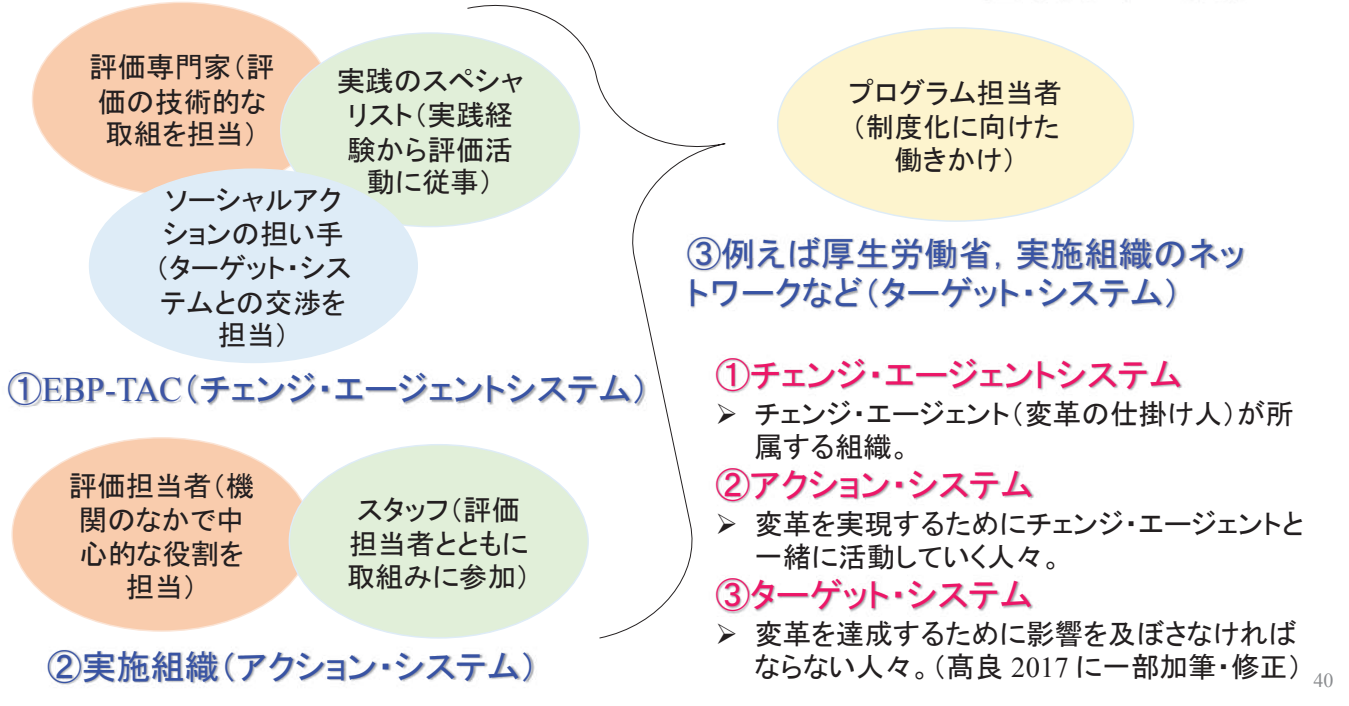 評価専門家（評
価の技術的な
取組を担当）
実践のスペシャ
リスト（実践経
験から評価活
動に従事）
ソーシャルアク
ションの担い手
（ターゲット・シス
テムとの交渉を
担当）
①EBP-TAC（チェンジ・エージェントシステム）
評価担当者（機
関のなかで中
心的な役割を
担当）
スタッフ（評価
担当者とともに
取組みに参加）
②実施組織（アクション・システム）
プログラム担当者
（制度化に向けた
働きかけ）
③例えば厚生労働省，実施組織のネッ
トワークなど（ターゲット・システム）
①チェンジ・エージェントシステム
➢ チェンジ・エージェント（変革の仕掛け人）が所
属する組織。
②アクション・システム
➢ 変革を実現するためにチェンジ・エージェントと
一緒に活動していく人々。
③ターゲット・システム
➢ 変革を達成するために影響を及ぼさなければ
ならない人々。（髙良 2017 に一部加筆・修正）
40